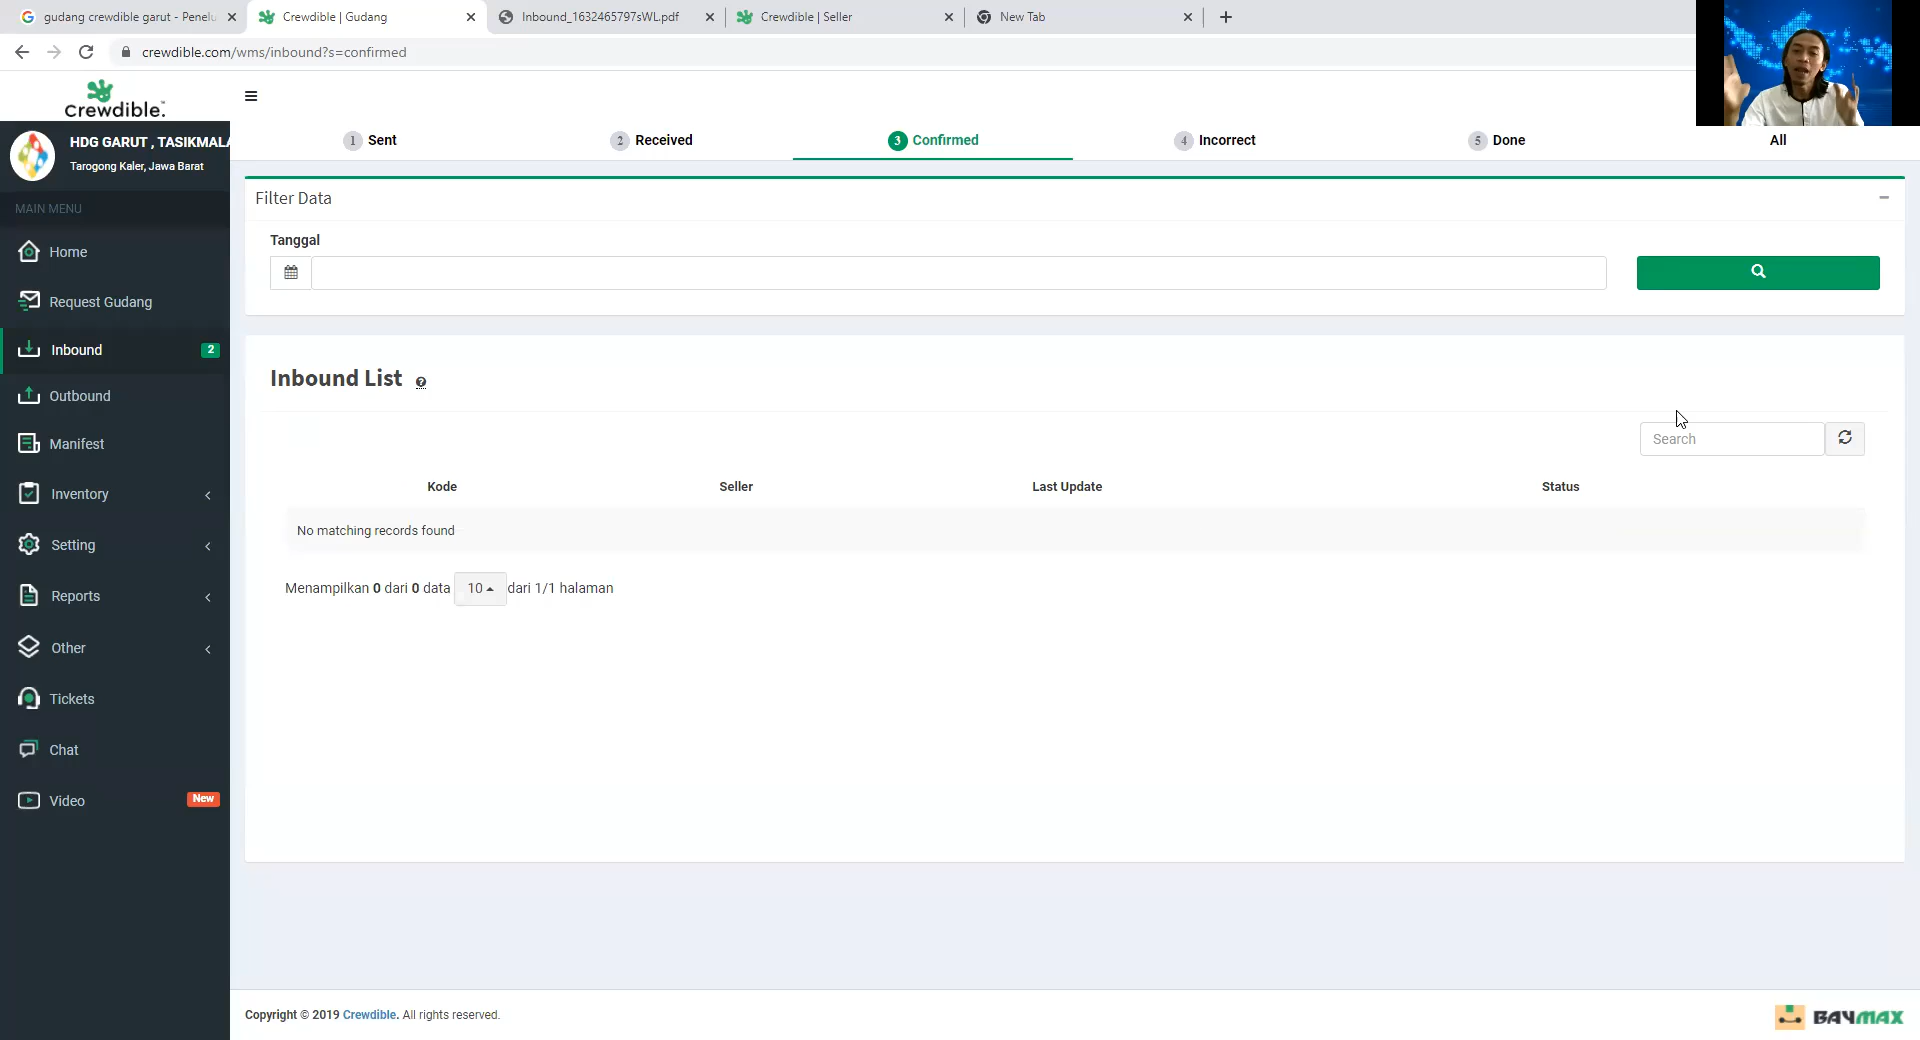 gudang crewdible garut - Penelu
Crewdible | Gudang
Inbound_1632465797sWL.pdf
Crewdible | Seller
New Tab
crewdible.com/wms/inbound?s=confirmed
crewdible.
HDG GARUT , TASIKMALA
Tarogong Kaler, Jawa Barat
MAIN MENU
Home
Request Gudang
Inbound 2
Outbound
Manifest
Inventory
Setting
Reports
Other
Tickets
Chat
Video New
1 Sent
2 Received
3 Confirmed
4 Incorrect
5 Done
All
Filter Data
Tanggal
Inbound List
Search
Kode Seller Last Update Status
No matching records found
Menampilkan 0 dari 0 data 10 dari 1/1 halaman
Copyright © 2019 Crewdible. All rights reserved.
BAYMAX